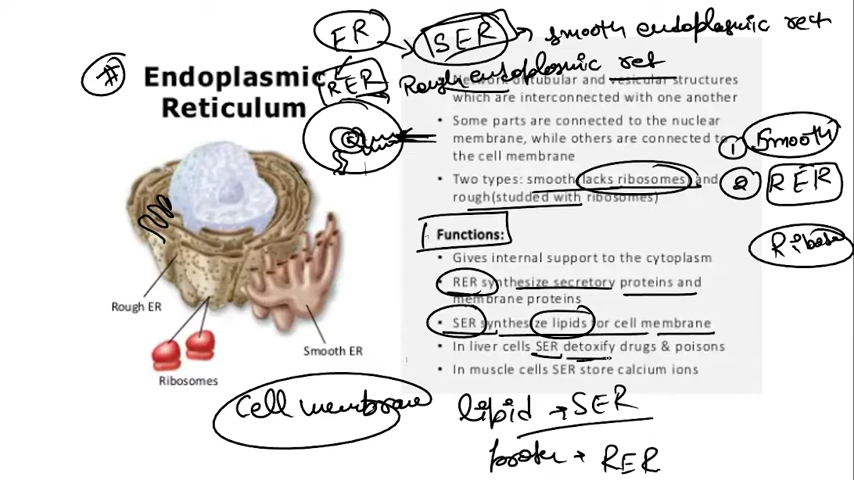 ER
SER → smooth endoplasmic ret
Endoplasmic
Reticulum
RER Rough endoplasmic ret
Network of tubular and vesicular structures
which are interconnected with one another
Some parts are connected to the nuclear
membrane, while others are connected to
the cell membrane
Two types: smooth(lacks ribosomes) and
rough(studded with ribosomes)
1 Smooth
2 RER
Functions:
Gives internal support to the cytoplasm
RER synthesize secretory proteins and
membrane proteins
SER synthesize lipids for cell membrane
In liver cells SER detoxify drugs & poisons
In muscle cells SER store calcium ions
Rough ER
Smooth ER
Ribosomes
Cell membrane
lipid → SER
→ RER